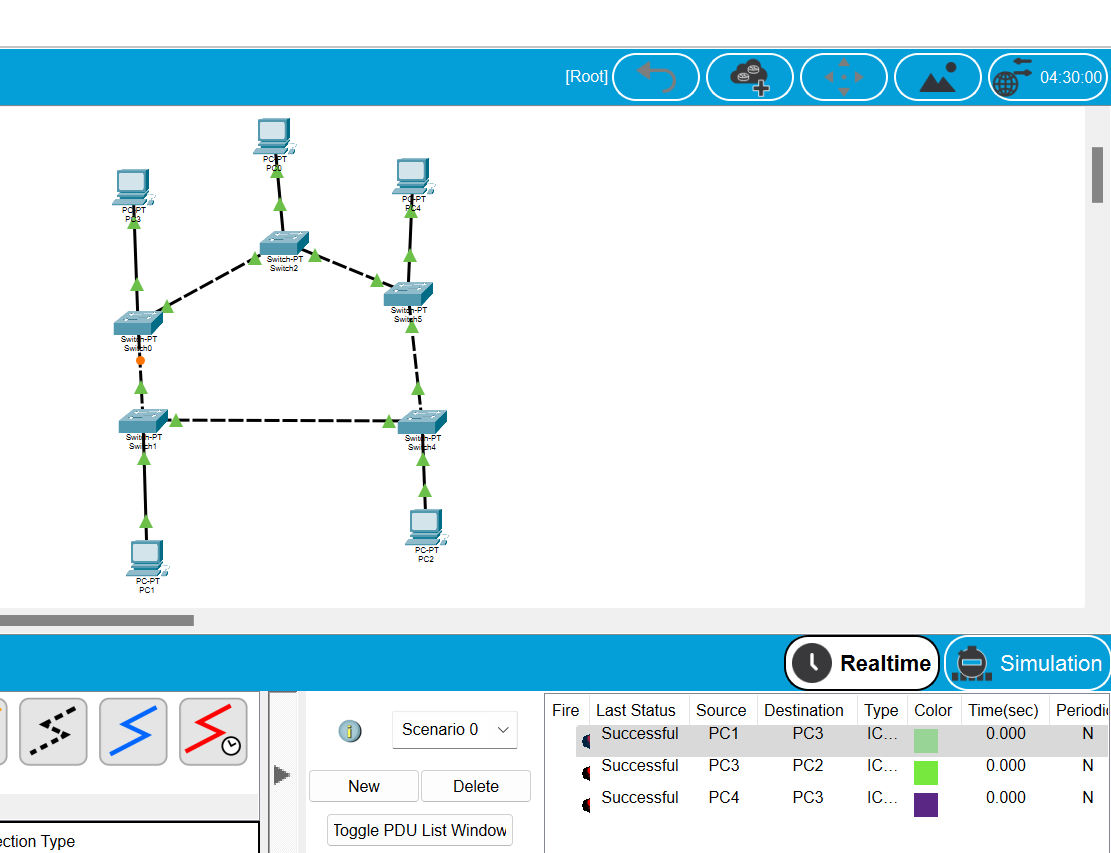 [Root] 04:30:00
PC-PT
PC0
PC-PT
PC4
PC-PT
PC3
Switch-PT
Switch2
Switch-PT
Switch5
Switch-PT
Switch0
Switch-PT
Switch1
Switch-PT
Switch4
PC-PT
PC2
PC-PT
PC1
Realtime Simulation
Fire Last Status Source Destination Type Color Time(sec) Periodic
Successful PC1 PC3 IC... 0.000 N
Successful PC3 PC2 IC... 0.000 N
Successful PC4 PC3 IC... 0.000 N
Scenario 0
New Delete
Toggle PDU List Window
ection Type